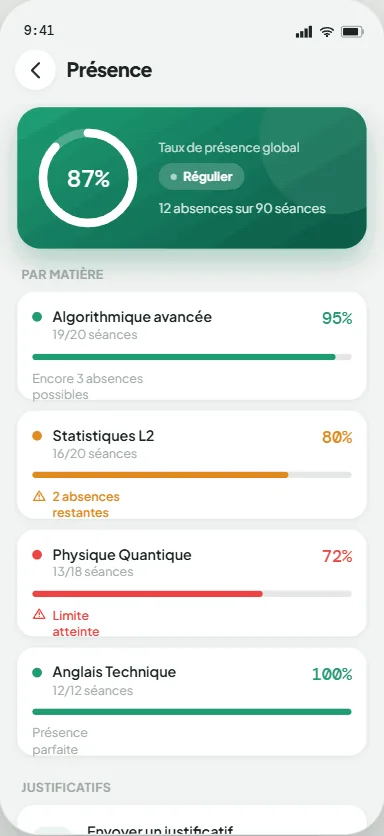 9:41
Présence
87%
Taux de présence global
Régulier
12 absences sur 90 séances
PAR MATIÈRE
Algorithmique avancée
95%
19/20 séances
Encore 3 absences
possibles
Statistiques L2
80%
16/20 séances
2 absences
restantes
Physique Quantique
72%
13/18 séances
Limite
atteinte
Anglais Technique
100%
12/12 séances
Présence
parfaite
JUSTIFICATIFS
Envoyer un justificatif